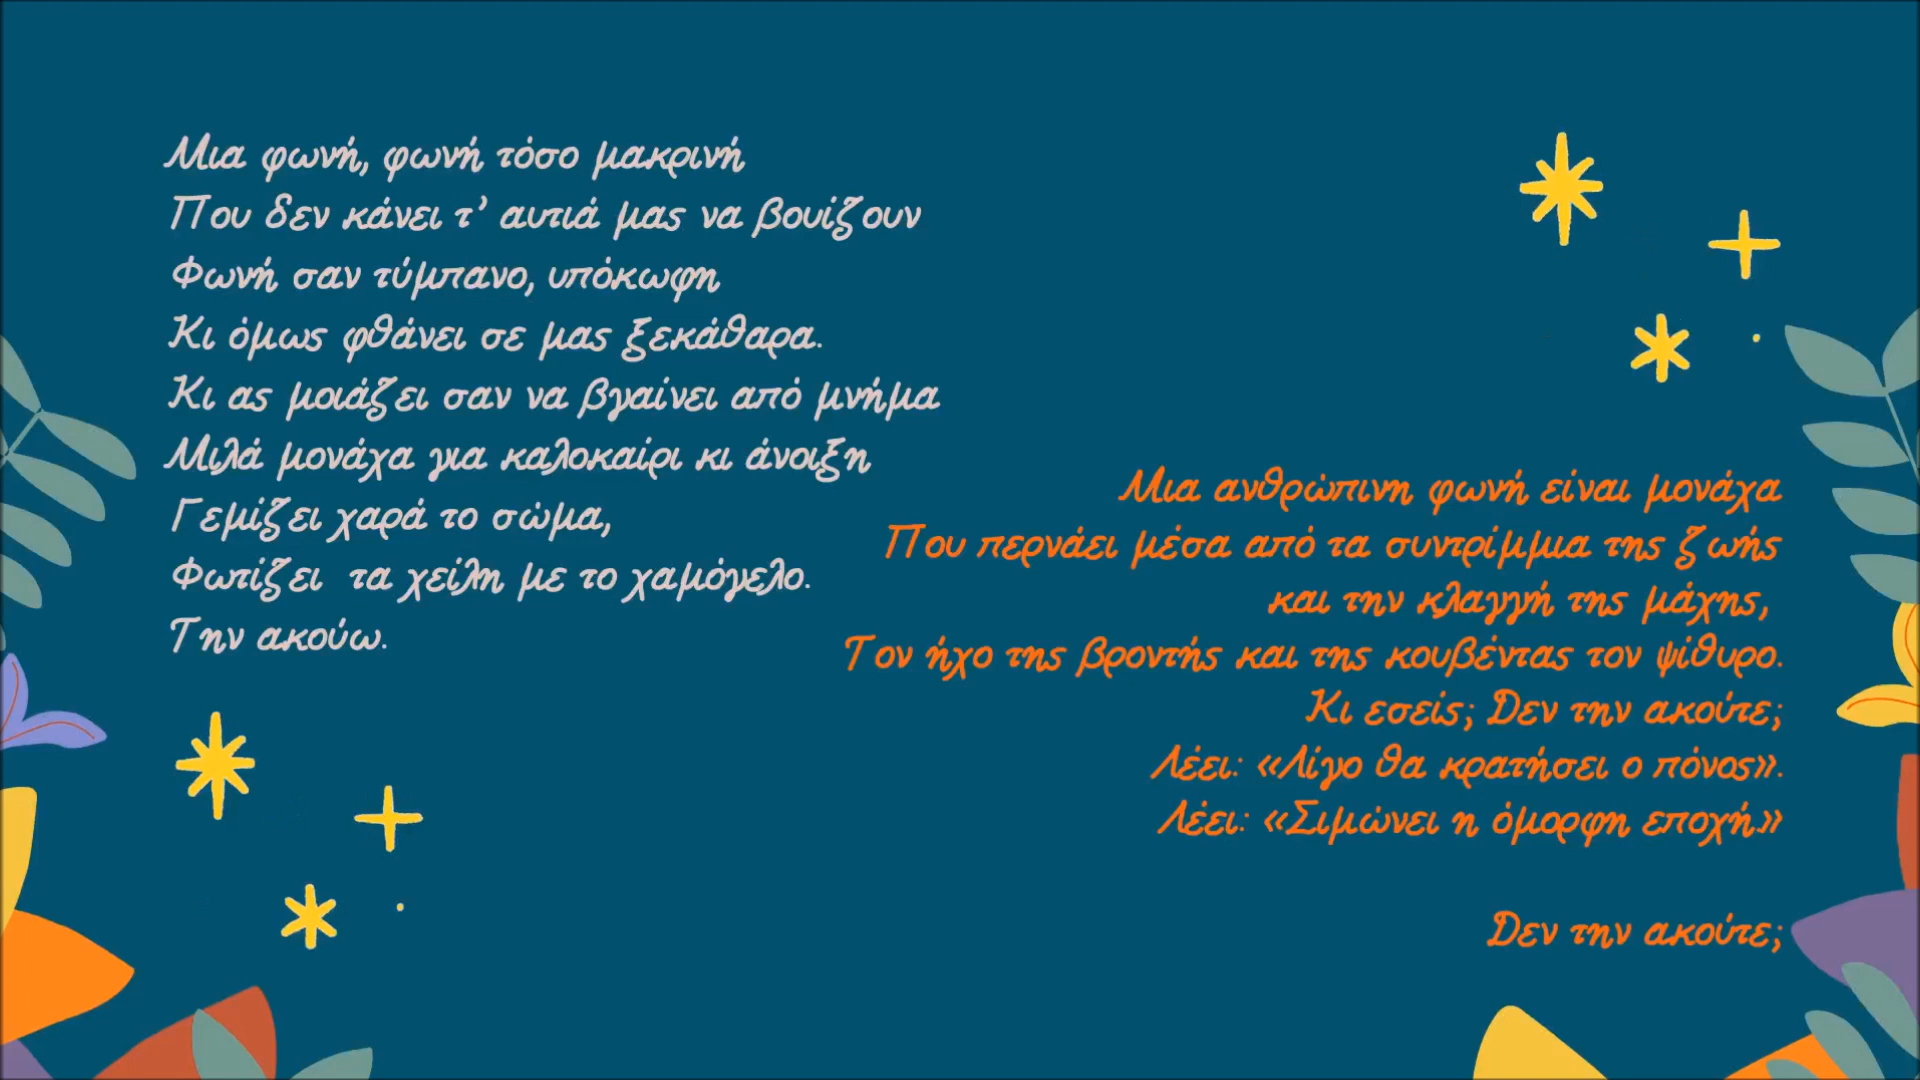 Μια φωνή, φωνή τόσο μακρινή
Που δεν κάνει τ’ αυτιά μας να βουίζουν
Φωνή σαν τύμπανο, υπόκωφη
Κι όμως φθάνει σε μας ξεκάθαρα.
Κι ας μοιάζει σαν να βγαίνει από μνήμα
Μιλά μονάχα για καλοκαίρι κι άνοιξη
Γεμίζει χαρά το σώμα,
Φωτίζει τα χείλη με το χαμόγελο.
Την ακούω.
Μια ανθρώπινη φωνή είναι μονάχα
Που περνάει μέσα από τα συντρίμμια της ζωής
και την κλαγγή της μάχης,
Τον ήχο της βροντής και της κουβέντας τον ψίθυρο.
Κι εσείς; Δεν την ακούτε;
Λέει: «Λίγο θα κρατήσει ο πόνος».
Λέει: «Σιμώνει η όμορφη εποχή.»
Δεν την ακούτε;